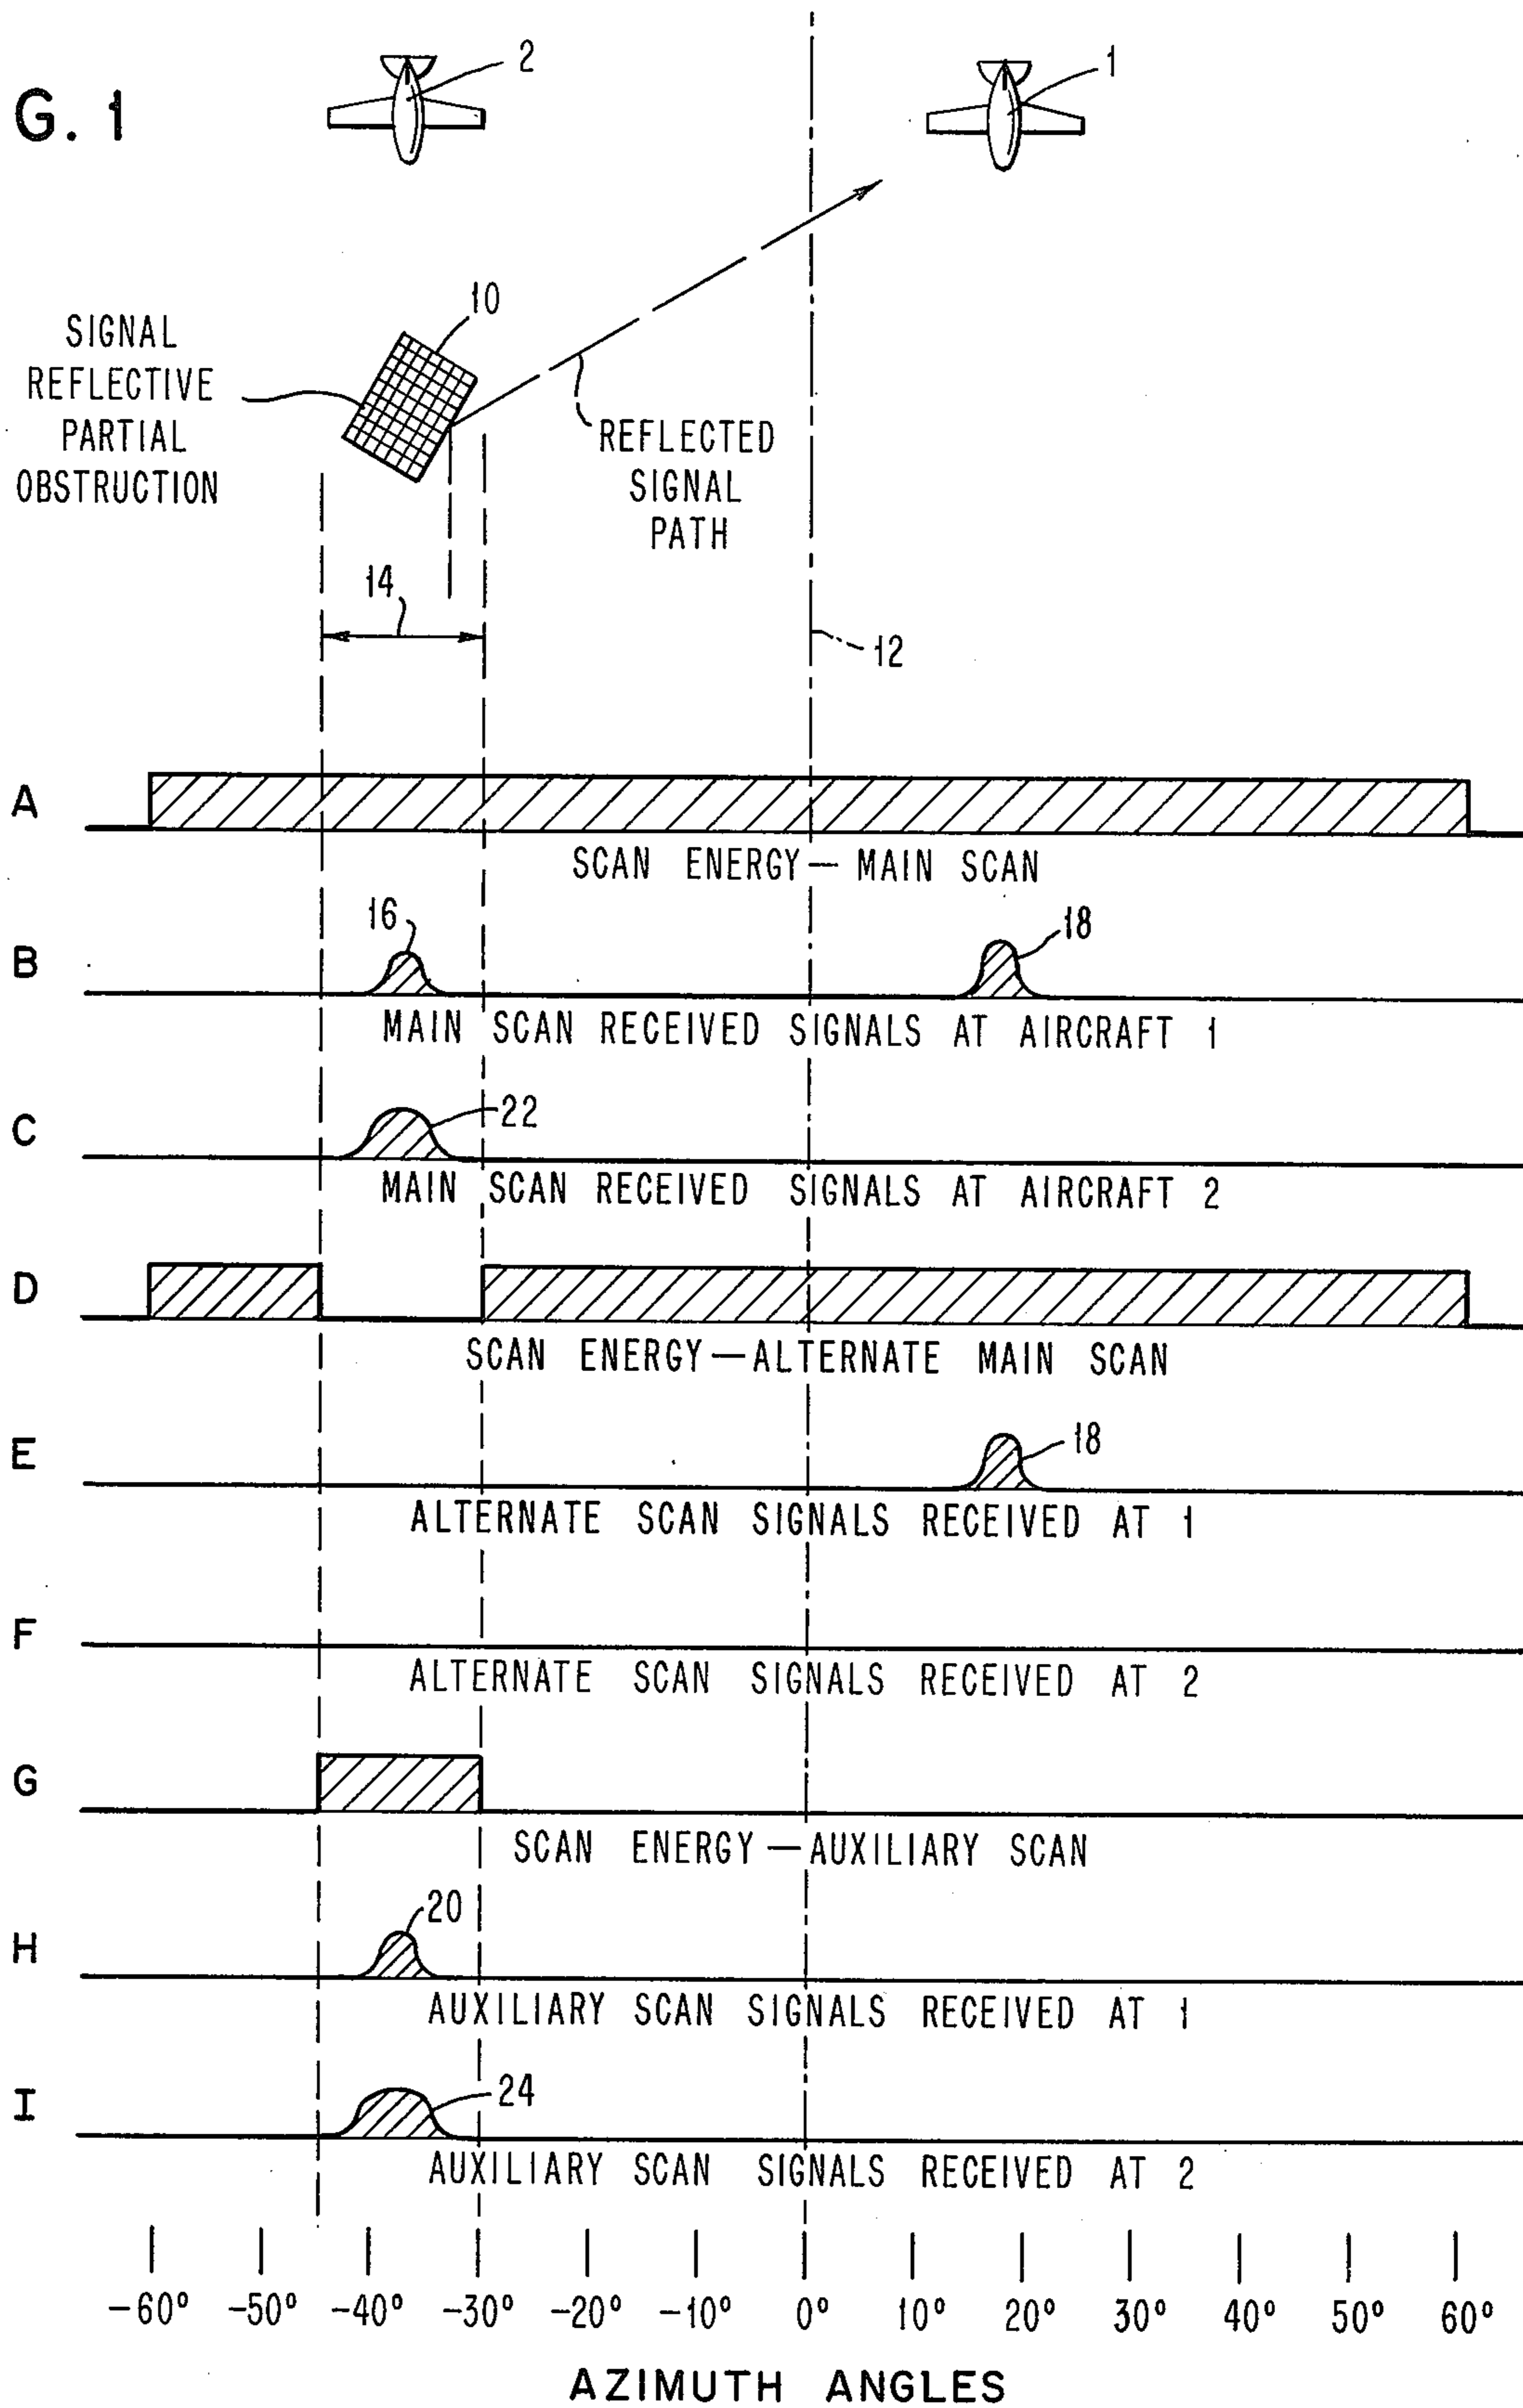 G. 1
2
1
10
SIGNAL
REFLECTIVE
PARTIAL
OBSTRUCTION
REFLECTED
SIGNAL
PATH
14
12
A
SCAN ENERGY — MAIN SCAN
16
18
B
MAIN SCAN RECEIVED SIGNALS AT AIRCRAFT 1
C
22
MAIN SCAN RECEIVED SIGNALS AT AIRCRAFT 2
D
SCAN ENERGY — ALTERNATE MAIN SCAN
E
18
ALTERNATE SCAN SIGNALS RECEIVED AT 1
F
ALTERNATE SCAN SIGNALS RECEIVED AT 2
G
SCAN ENERGY — AUXILIARY SCAN
20
H
AUXILIARY SCAN SIGNALS RECEIVED AT 1
I
24
AUXILIARY SCAN SIGNALS RECEIVED AT 2
-60° -50° -40° -30° -20° -10° 0° 10° 20° 30° 40° 50° 60°
AZIMUTH ANGLES